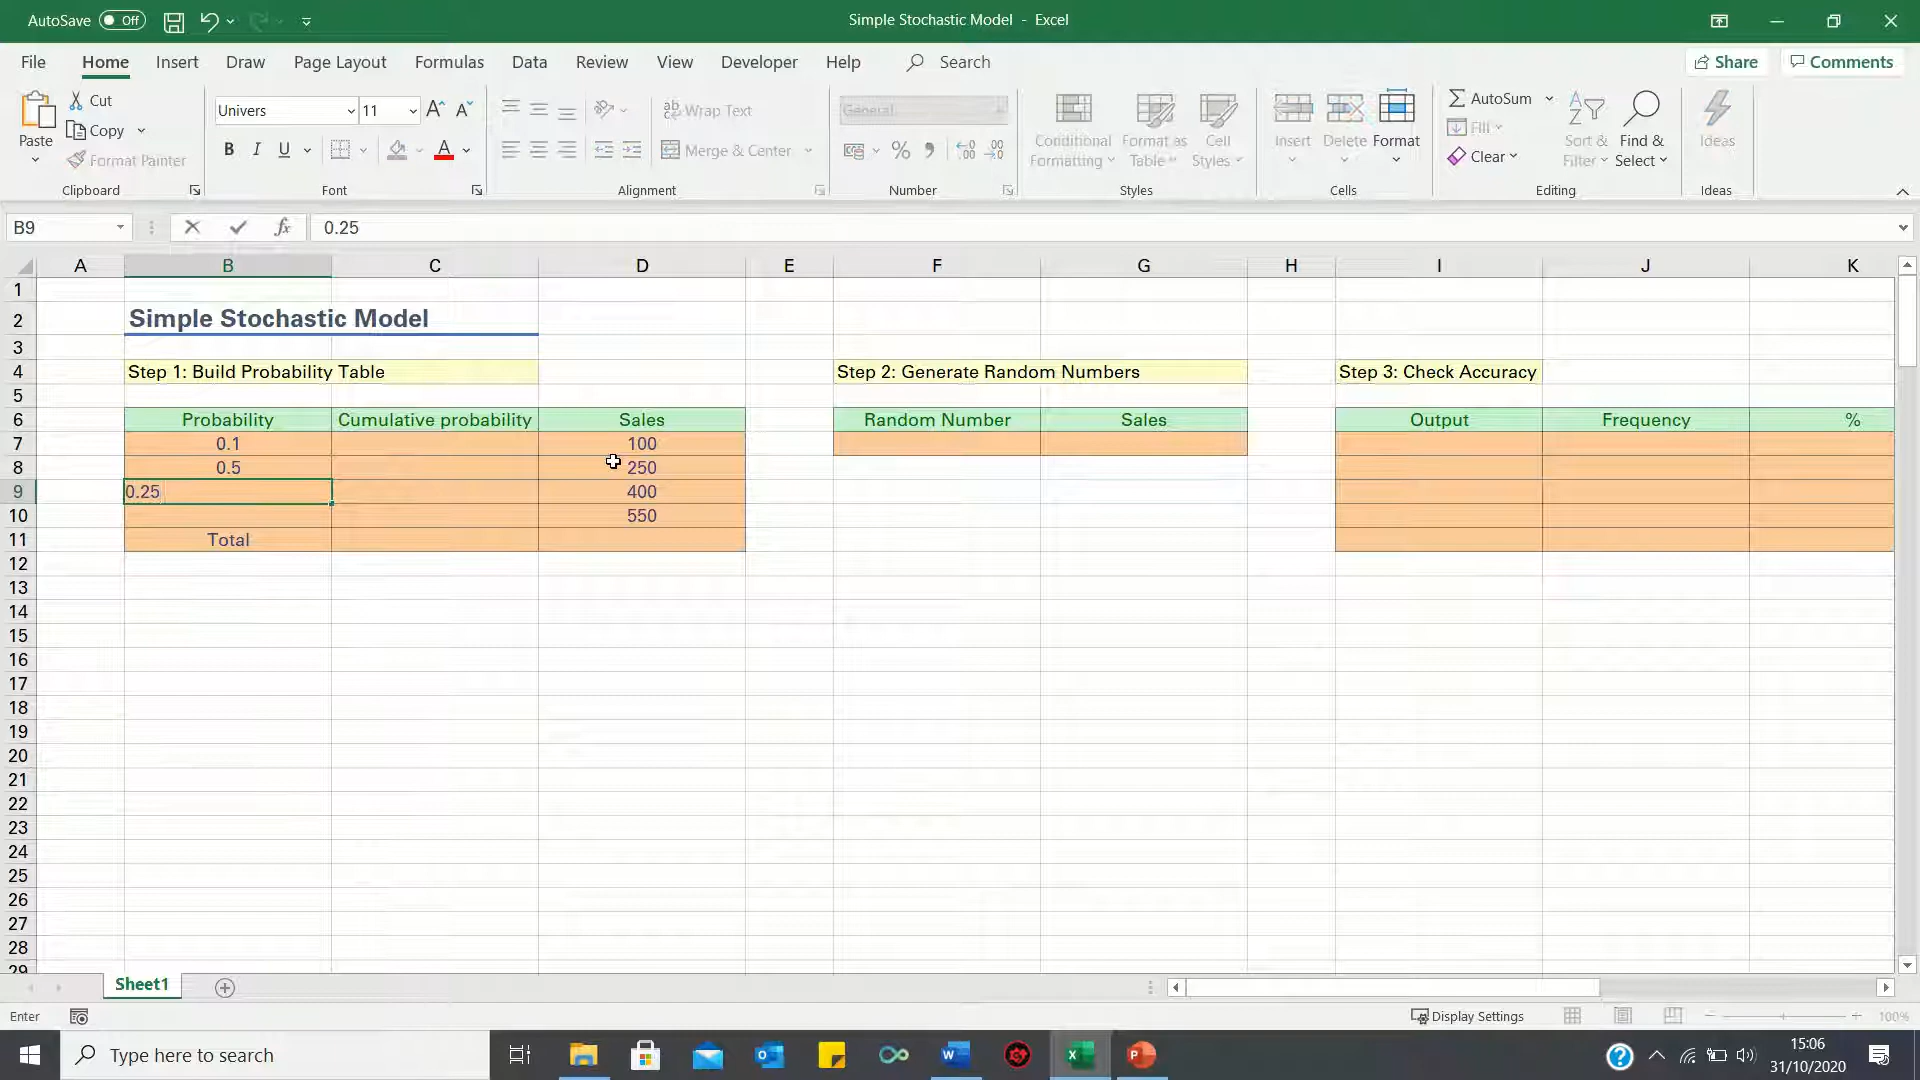 AutoSave Off
Simple Stochastic Model - Excel
File Home Insert Draw Page Layout Formulas Data Review View Developer Help Search Share Comments
Paste
Cut
Copy
Format Painter
Clipboard
Univers 11
B I U A
Font
Wrap Text
Merge & Center
Alignment
General
%
Number
Conditional Formatting
Format as Table
Cell Styles
Styles
Insert
Delete
Format
Cells
AutoSum
Fill
Clear
Sort & Filter
Find & Select
Editing
Ideas
Ideas
B9 fx 0.25
A B C D E F G H I J K
1
2 Simple Stochastic Model
3
4 Step 1: Build Probability Table Step 2: Generate Random Numbers Step 3: Check Accuracy
5
6 Probability Cumulative probability Sales Random Number Sales Output Frequency %
7 0.1 100
8 0.5 250
9 0.25 400
10 550
11 Total
12
13
14
15
16
17
18
19
20
21
22
23
24
25
26
27
28
29
Sheet1
Enter Display Settings 100%
Type here to search
15:06
31/10/2020